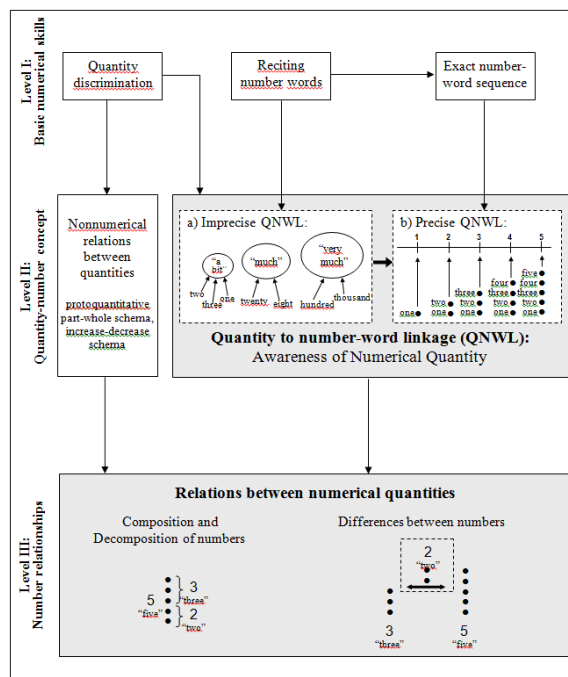 Level I:
Basic numerical skills
Quantity
discrimination
Reciting
number words
Exact number-
word sequence
Level II:
Quantity-number concept
Nonnumerical
relations
between
quantities
protoquantitative
part-whole schema,
increase-decrease
schema
a) Imprecise QNWL:
“a
bit”
“much”
“very
much”
two
three
one
twenty
eight
hundred
thousand
b) Precise QNWL:
1 2 3 4 5
five
four four
three three three
two two two two
one one one one one
Quantity to number-word linkage (QNWL):
Awareness of Numerical Quantity
Level III:
Number relationships
Relations between numerical quantities
Composition and
Decomposition of numbers
5
“five”
3
“three”
2
“two”
Differences between numbers
2
“two”
3
“three”
5
“five”